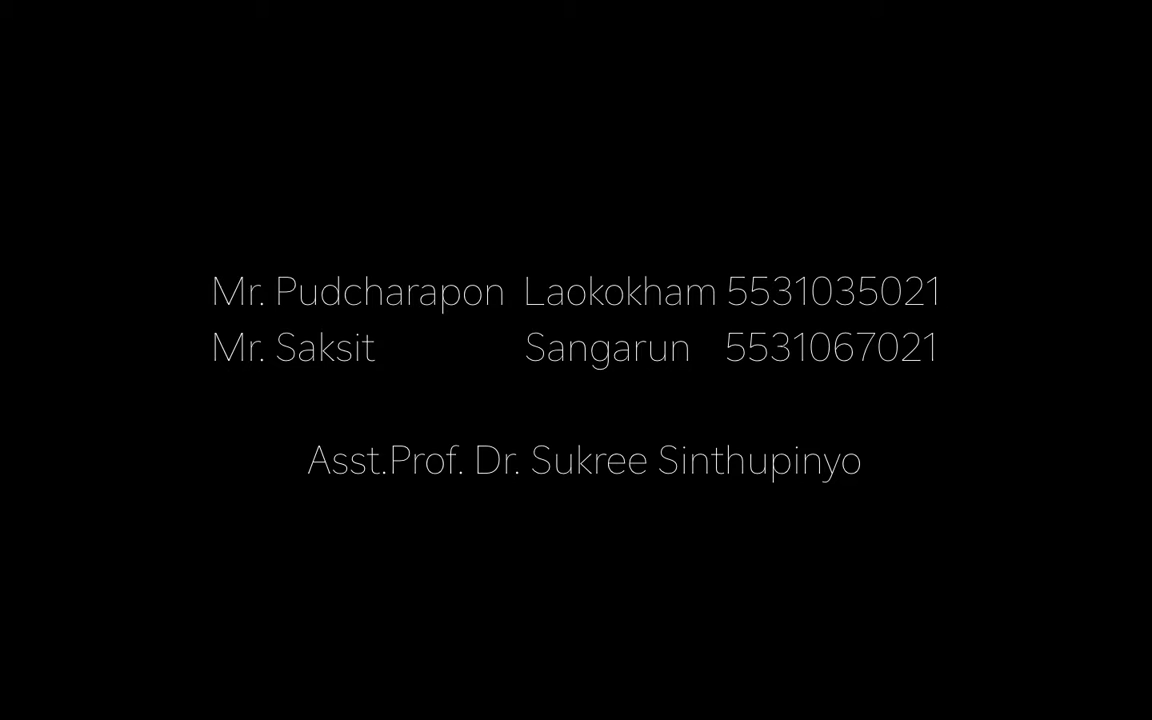 Mr. Pudcharapon Laokokham 5531035021
Mr. Saksit Sangarun 5531067021
Asst.Prof. Dr. Sukree Sinthupinyo